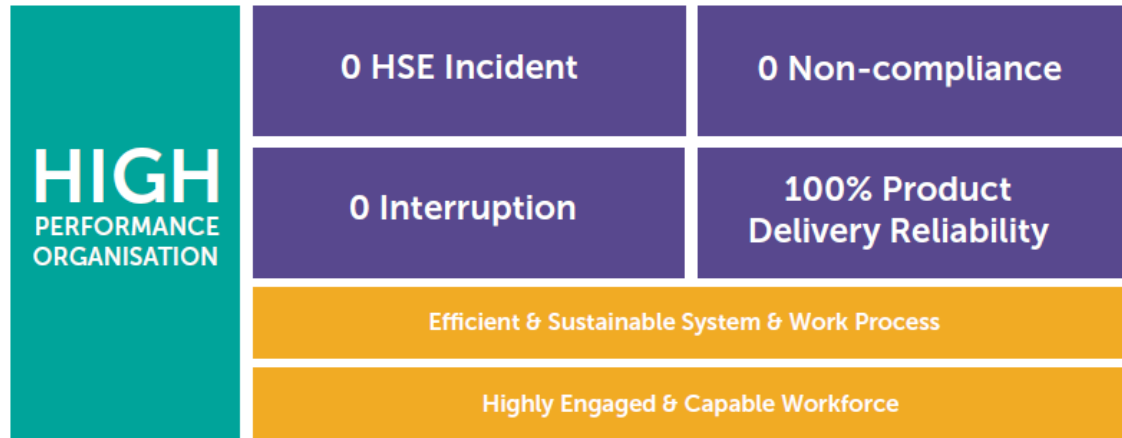 HIGH
PERFORMANCE
ORGANISATION
0 HSE Incident
0 Non-compliance
0 Interruption
100% Product
Delivery Reliability
Efficient & Sustainable System & Work Process
Highly Engaged & Capable Workforce